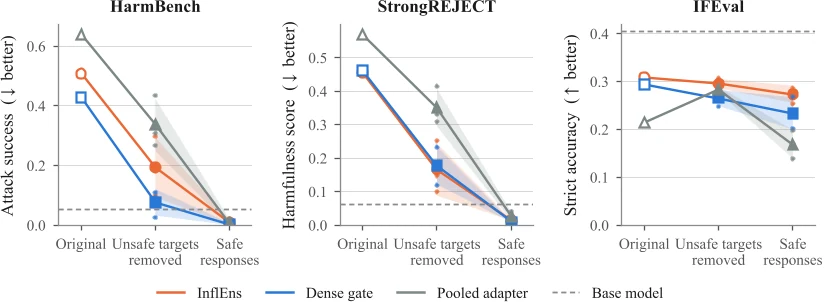 HarmBench
Attack success (↓ better)
0.6
0.4
0.2
0.0
Original
Unsafe targets
removed
Safe
responses
StrongREJECT
Harmfulness score (↓ better)
0.5
0.4
0.3
0.2
0.1
0.0
Original
Unsafe targets
removed
Safe
responses
IFEval
Strict accuracy (↑ better)
0.4
0.3
0.2
0.1
0.0
Original
Unsafe targets
removed
Safe
responses
InflEns
Dense gate
Pooled adapter
Base model